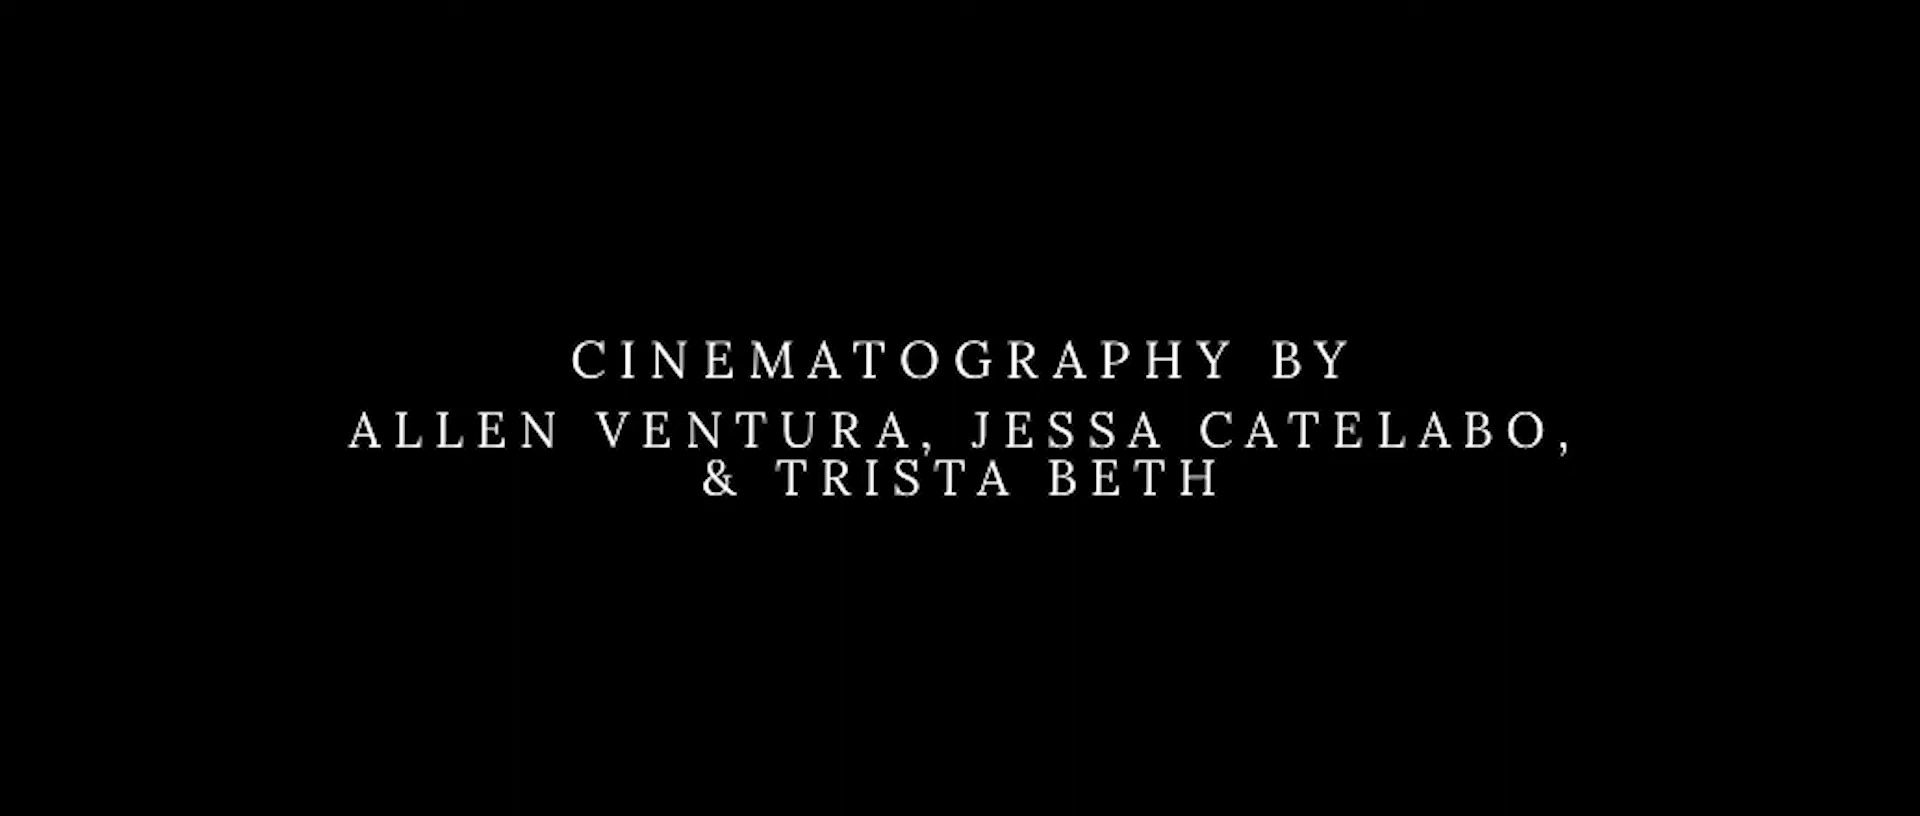 CINEMATOGRAPHY BY
ALLEN VENTURA, JESSA CATELABO,
& TRISTA BETH